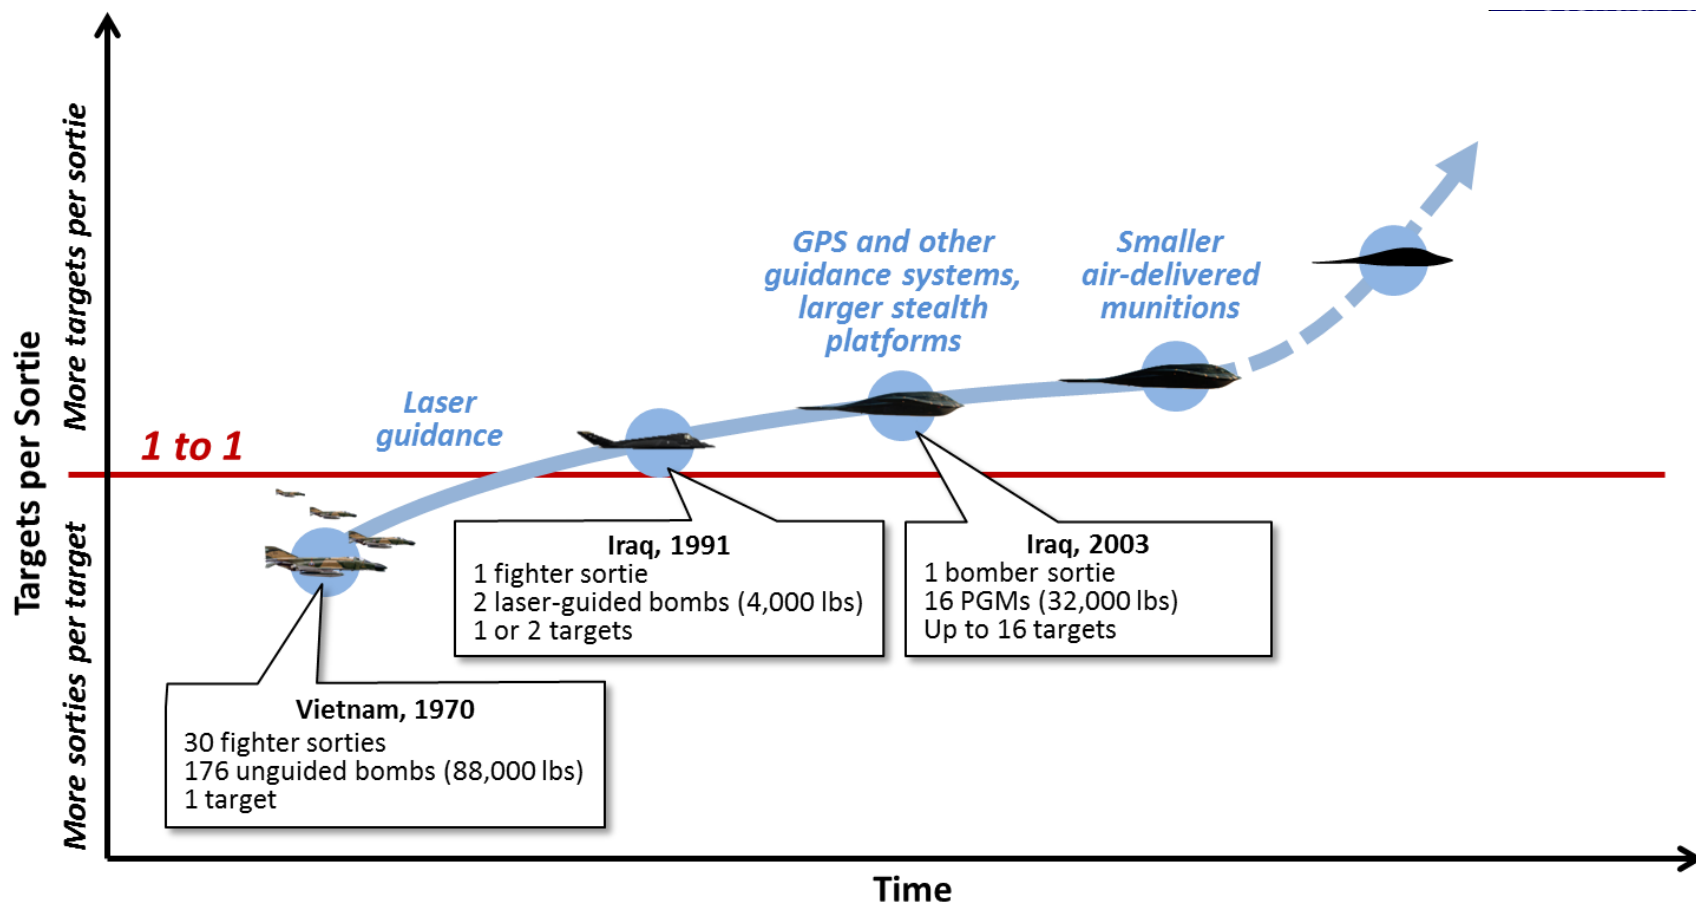 Targets per Sortie
More targets per sortie
More sorties per target
1 to 1
Laser
guidance
GPS and other
guidance systems,
larger stealth
platforms
Smaller
air-delivered
munitions
Vietnam, 1970
30 fighter sorties
176 unguided bombs (88,000 lbs)
1 target
Iraq, 1991
1 fighter sortie
2 laser-guided bombs (4,000 lbs)
1 or 2 targets
Iraq, 2003
1 bomber sortie
16 PGMs (32,000 lbs)
Up to 16 targets
Time